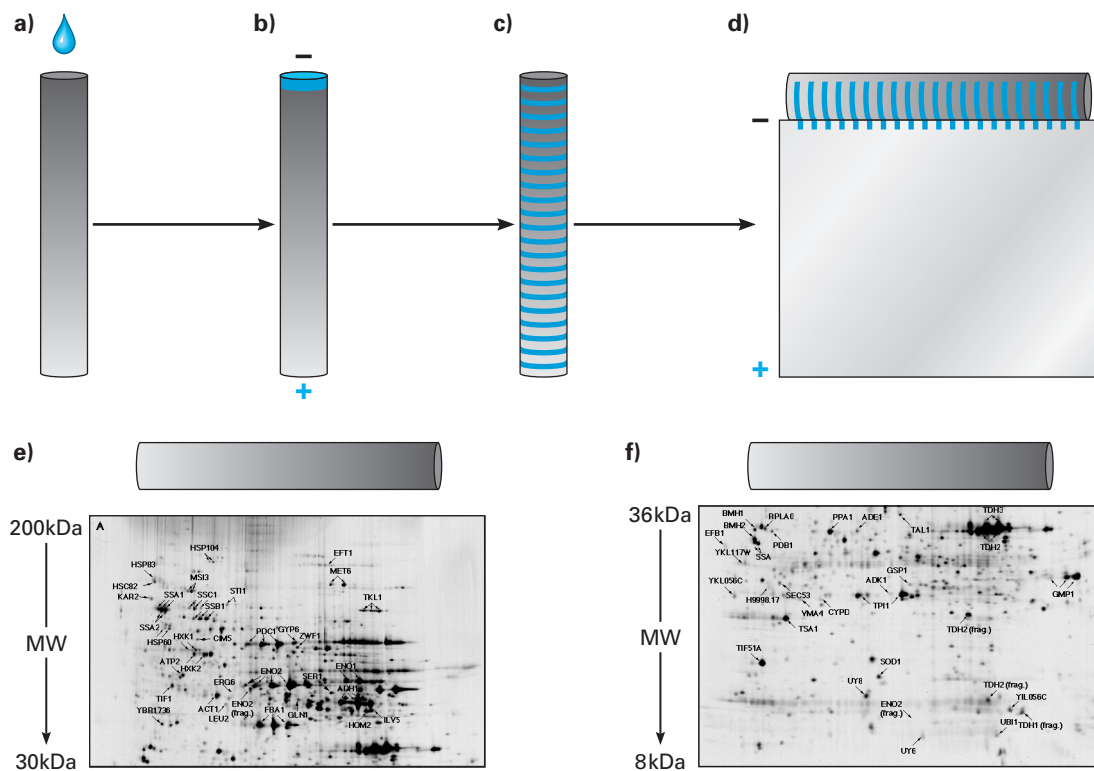 a)
b)
c)
d)
−
+
−
+
e)
f)
200kDa
MW
30kDa
A
HSP104
EFT1
HSP83
MET6
HSC82
MSI3
KAR2
SSA1
SSC1
STI1
SSB1
TKL1
SSA2
HSP60
HXK1
CIM5
PDC1
GYP6
ZWF1
ATP2
HXK2
ENO2
SER1
ENO1
ERG6
ADH1
TIF1
ENO2
(frag.)
ACT1
FBA1
YBR1736
LEU2
GLN1
HOM2
ILV5
36kDa
MW
8kDa
BMH1
RPLA0
PPA1
ADE1
TDH3
BMH2
TAL1
EFB1
PDB1
TDH2
SSA
YKL117W
GSP1
YKL056C
ADK1
GMP1
H9998.17
SEC53
VMA4
CYPD
TPI1
TSA1
TDH2 (frag.)
TIF51A
SOD1
UY8
TDH2 (frag.)
ENO2
(frag.)
YIL056C
UBI1
TDH1 (frag.)
UY6